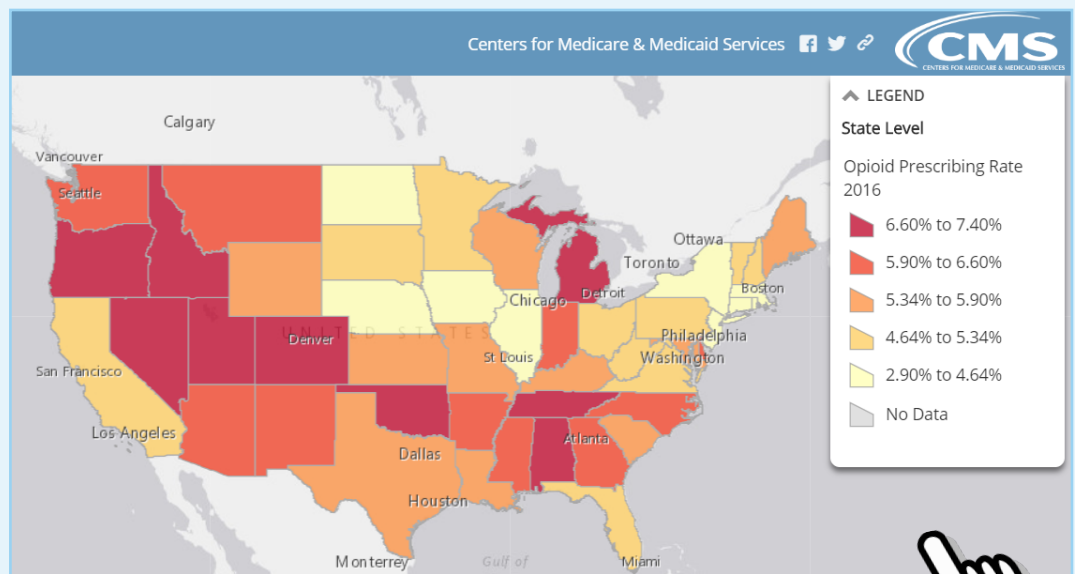 Centers for Medicare & Medicaid Services
CMS
CENTERS FOR MEDICARE & MEDICAID SERVICES
LEGEND
State Level
Opioid Prescribing Rate
2016
6.60% to 7.40%
5.90% to 6.60%
5.34% to 5.90%
4.64% to 5.34%
2.90% to 4.64%
No Data
Calgary
Vancouver
Seattle
Ottawa
Toronto
Boston
Chicago
Detroit
UNITED STATES
Denver
Philadelphia
St Louis
Washington
San Francisco
Los Angeles
Atlanta
Dallas
Houston
Monterrey
Gulf of
Miami